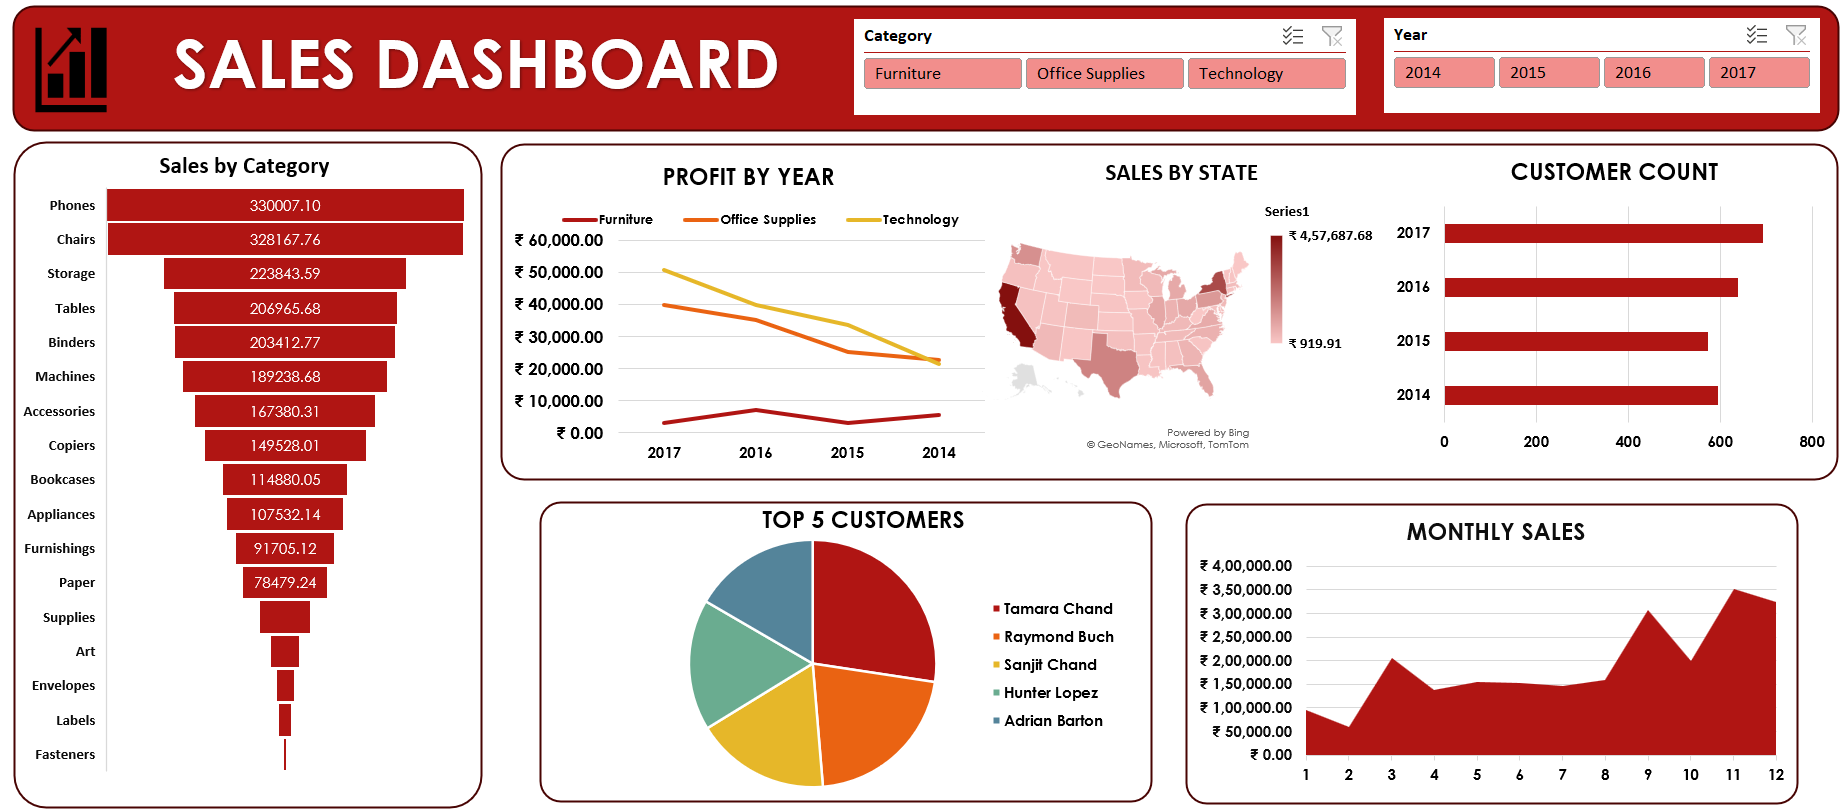 SALES DASHBOARD
Category
Furniture
Office Supplies
Technology
Year
2014
2015
2016
2017
Sales by Category
Phones 330007.10
Chairs 328167.76
Storage 223843.59
Tables 206965.68
Binders 203412.77
Machines 189238.68
Accessories 167380.31
Copiers 149528.01
Bookcases 114880.05
Appliances 107532.14
Furnishings 91705.12
Paper 78479.24
Supplies
Art
Envelopes
Labels
Fasteners
PROFIT BY YEAR
Furniture Office Supplies Technology
₹ 60,000.00
₹ 50,000.00
₹ 40,000.00
₹ 30,000.00
₹ 20,000.00
₹ 10,000.00
₹ 0.00
2017 2016 2015 2014
SALES BY STATE
Series1
₹ 4,57,687.68
₹ 919.91
Powered by Bing
© GeoNames, Microsoft, TomTom
CUSTOMER COUNT
2017
2016
2015
2014
0 200 400 600 800
TOP 5 CUSTOMERS
Tamara Chand
Raymond Buch
Sanjit Chand
Hunter Lopez
Adrian Barton
MONTHLY SALES
₹ 4,00,000.00
₹ 3,50,000.00
₹ 3,00,000.00
₹ 2,50,000.00
₹ 2,00,000.00
₹ 1,50,000.00
₹ 1,00,000.00
₹ 50,000.00
₹ 0.00
1 2 3 4 5 6 7 8 9 10 11 12